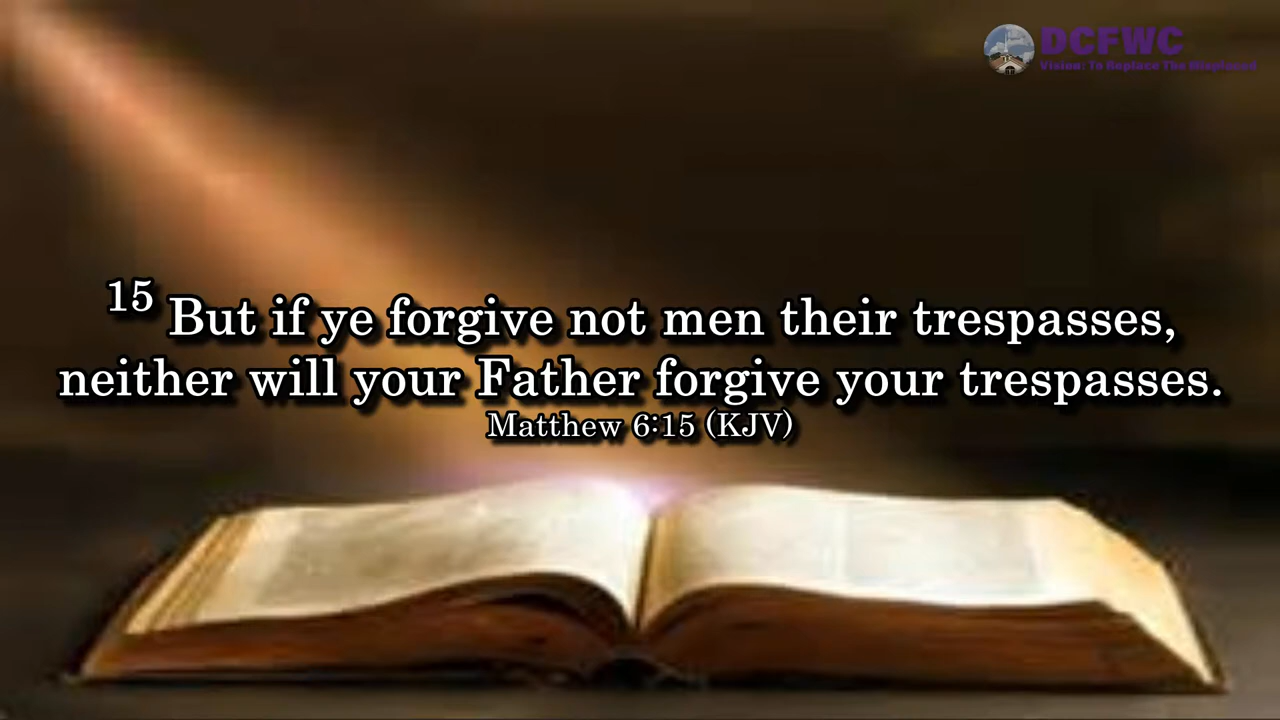 DCFWC
Vision: To Replace The Misplaced
15 But if ye forgive not men their trespasses,
neither will your Father forgive your trespasses.
Matthew 6:15 (KJV)